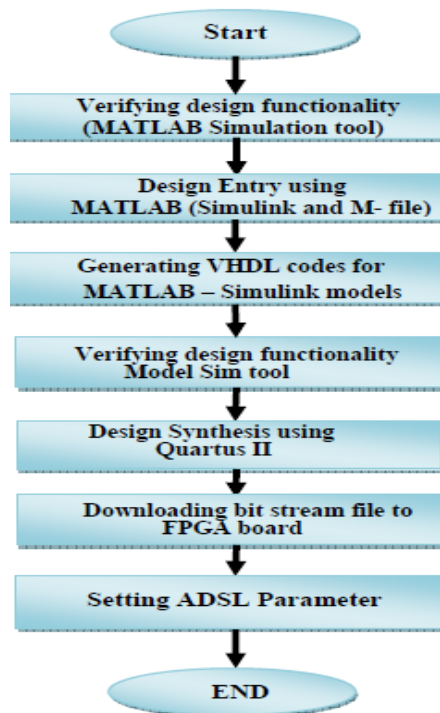 Start
Verifying design functionality
(MATLAB Simulation tool)
Design Entry using
MATLAB (Simulink and M- file)
Generating VHDL codes for
MATLAB – Simulink models
Verifying design functionality
Model Sim tool
Design Synthesis using
Quartus II
Downloading bit stream file to
FPGA board
Setting ADSL Parameter
END